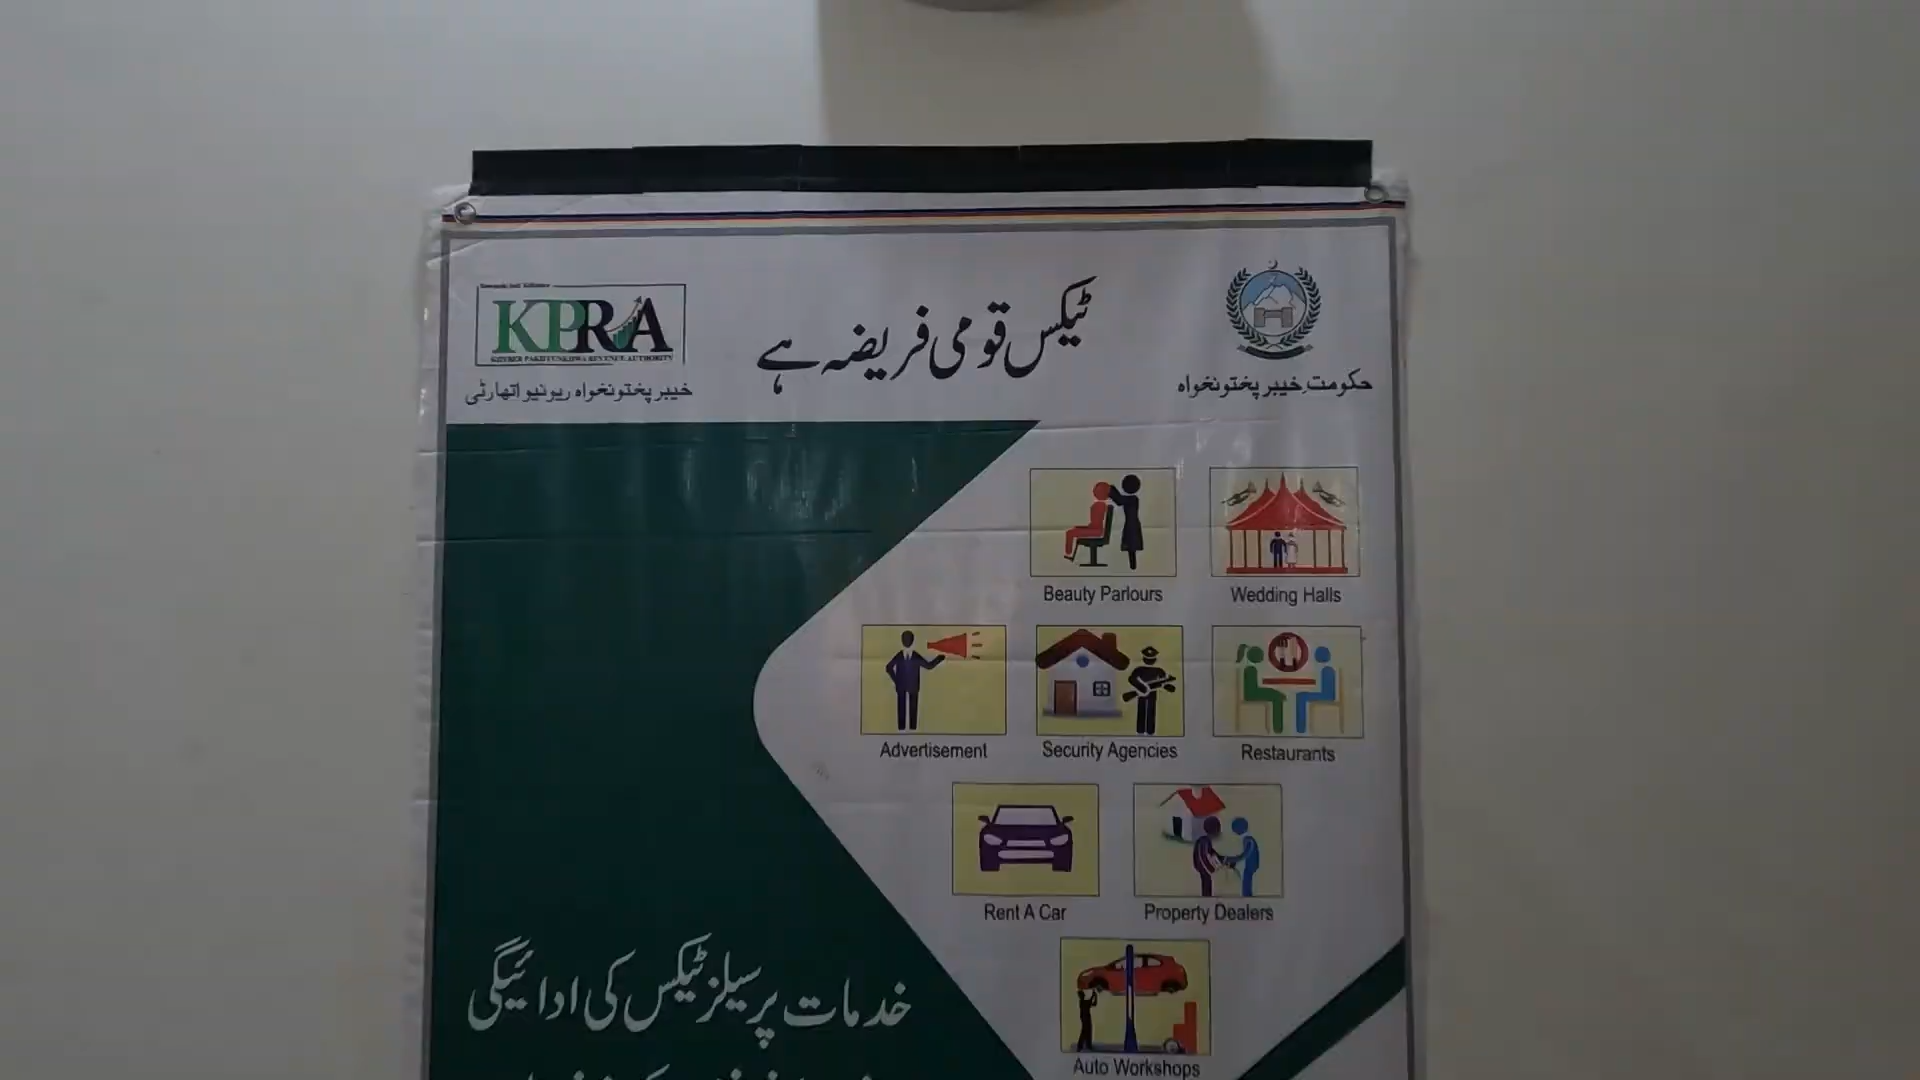 KPRA
KHYBER PAKHTUNKHWA REVENUE AUTHORITY
خیبر پختونخواہ ریونیو اتھارٹی
ٹیکس قومی فریضہ ہے
حکومتِ خیبر پختونخواہ
Beauty Parlours
Wedding Halls
Advertisement
Security Agencies
Restaurants
Rent A Car
Property Dealers
Auto Workshops
خدمات پر سیلز ٹیکس کی ادائیگی